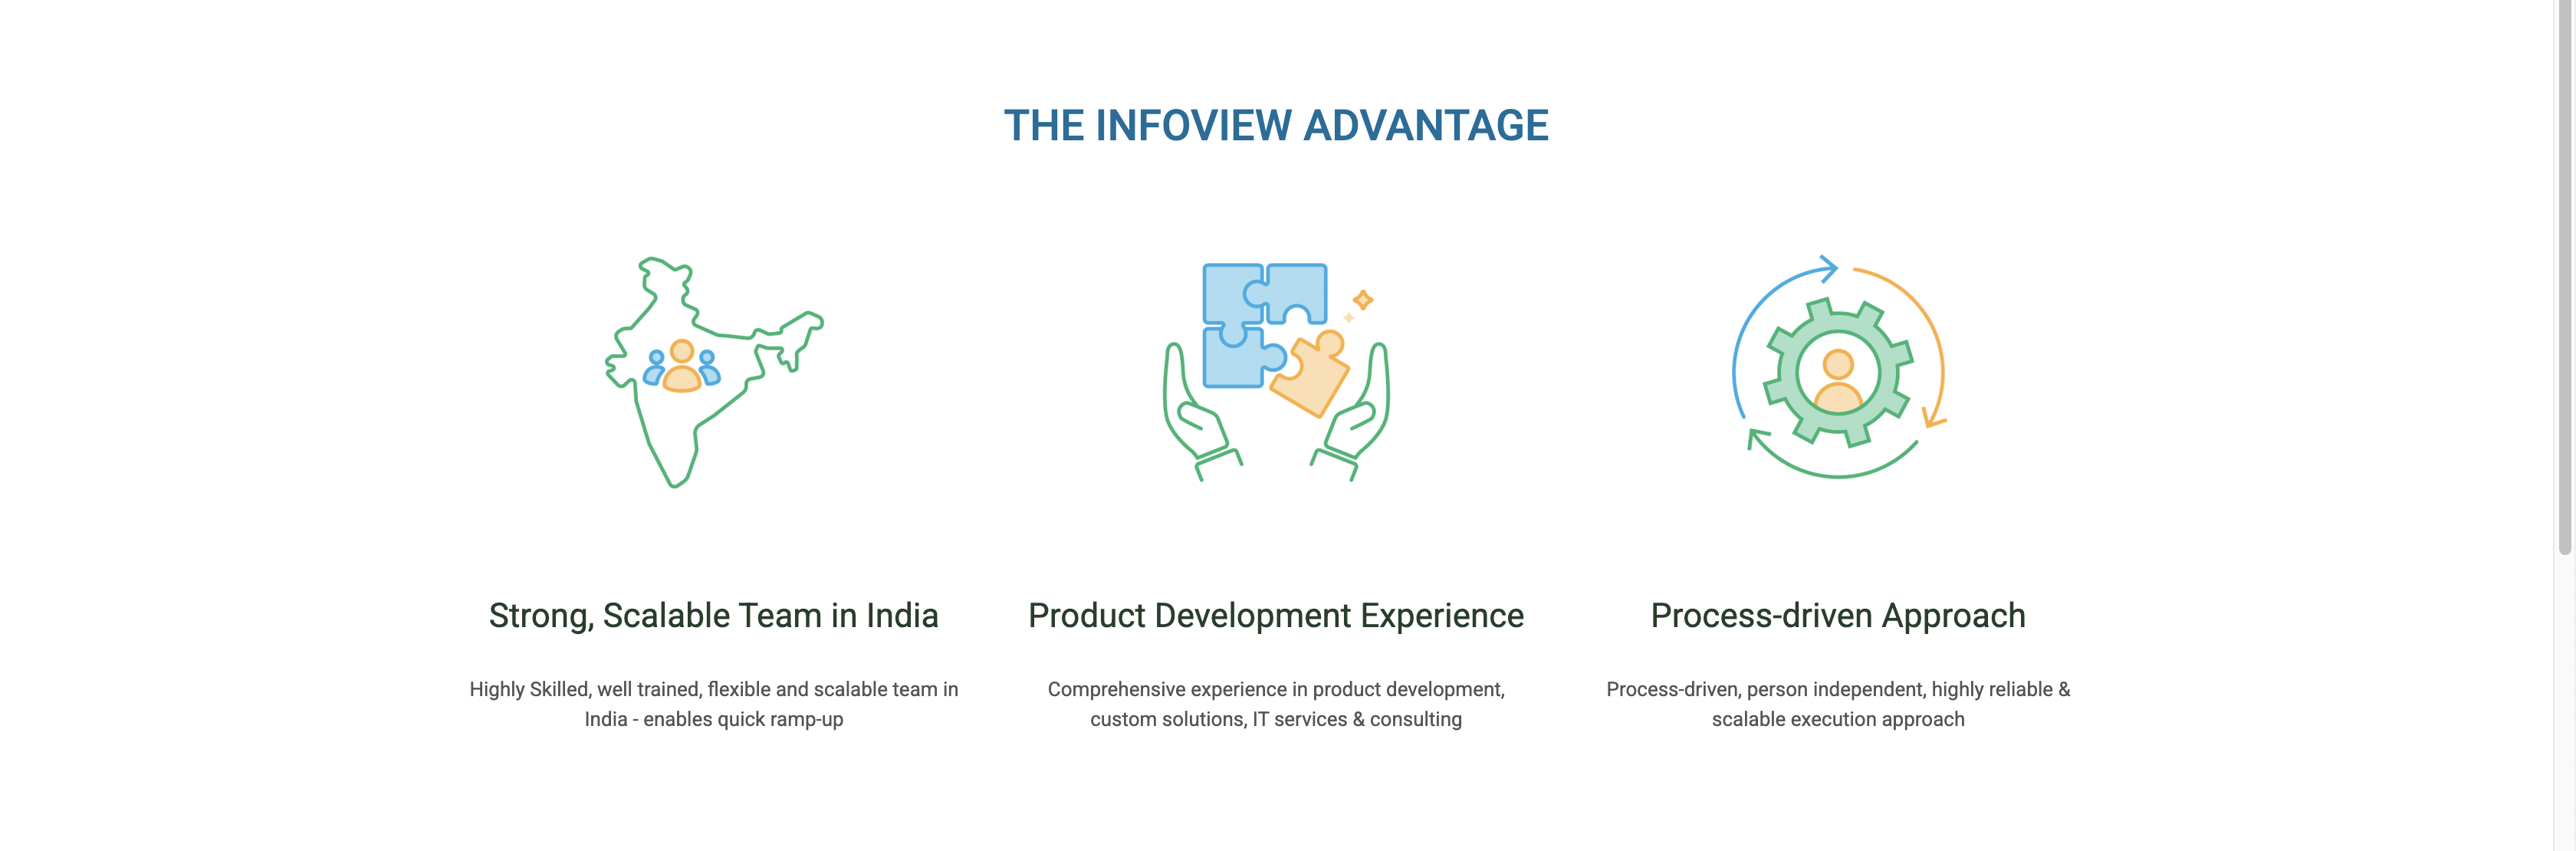 THE INFOVIEW ADVANTAGE
Strong, Scalable Team in India
Highly Skilled, well trained, flexible and scalable team in
India - enables quick ramp-up
Product Development Experience
Comprehensive experience in product development,
custom solutions, IT services & consulting
Process-driven Approach
Process-driven, person independent, highly reliable &
scalable execution approach